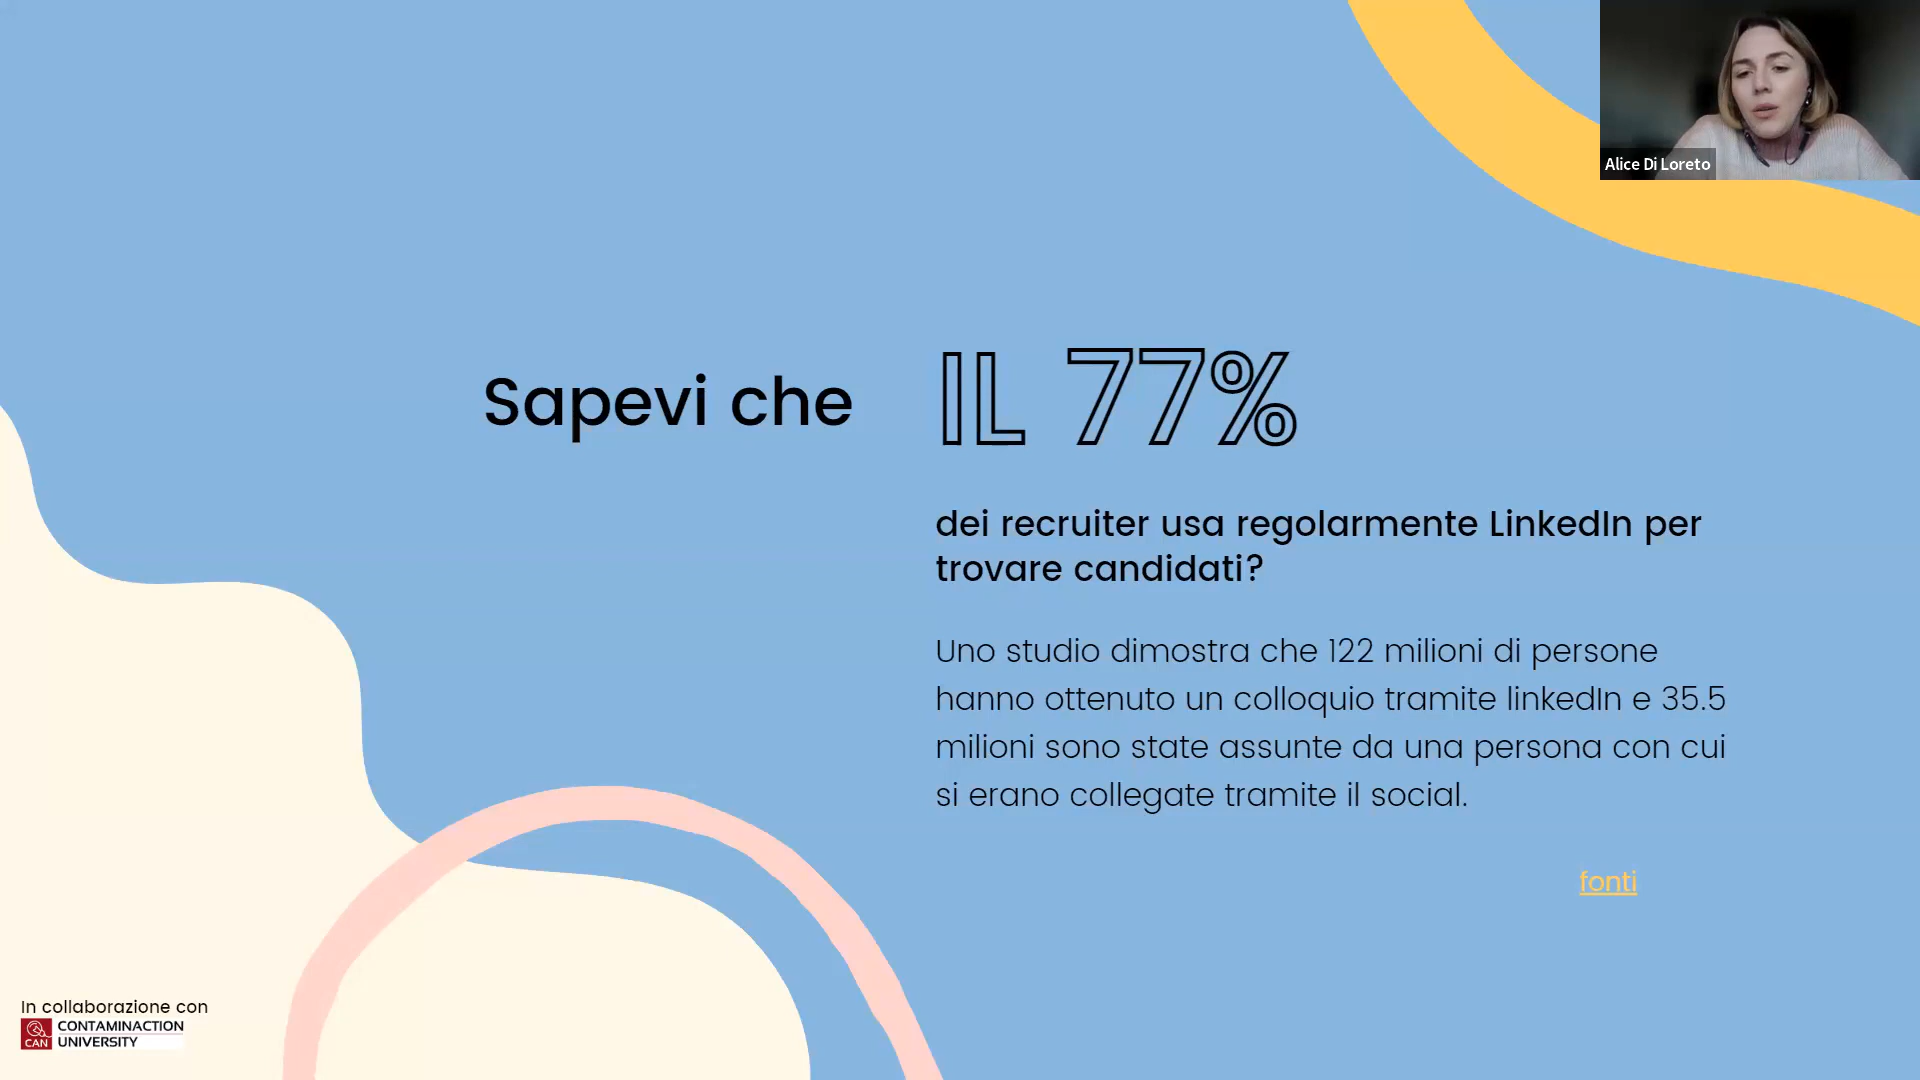 Alice Di Loreto
Sapevi che
IL 77%
dei recruiter usa regolarmente LinkedIn per
trovare candidati?
Uno studio dimostra che 122 milioni di persone
hanno ottenuto un colloquio tramite linkedIn e 35.5
milioni sono state assunte da una persona con cui
si erano collegate tramite il social.
fonti
In collaborazione con
CAN
CONTAMINACTION
UNIVERSITY